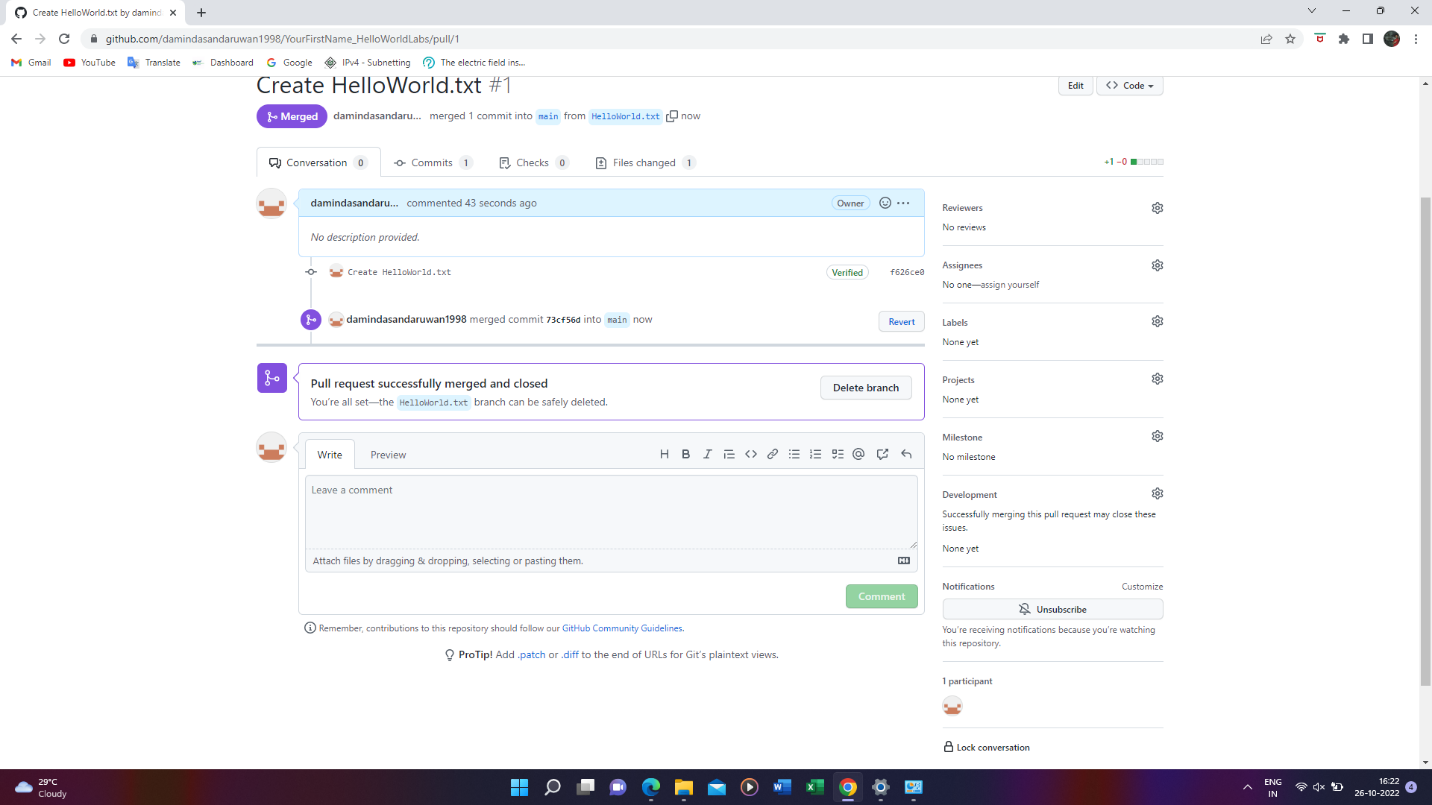 Create HelloWorld.txt by damind
github.com/damindasandaruwan1998/YourFirstName_HelloWorldLabs/pull/1
Gmail YouTube Translate Dashboard Google IPv4 - Subnetting The electric field ins...
Create HelloWorld.txt #1
Edit
<> Code
Merged damindasandaru... merged 1 commit into main from HelloWorld.txt now
Conversation 0 Commits 1 Checks 0 Files changed 1
+1 −0
damindasandaru... commented 43 seconds ago
Owner
No description provided.
Create HelloWorld.txt
Verified
f626ce0
damindasandaruwan1998 merged commit 73cf56d into main now
Revert
Pull request successfully merged and closed
You're all set—the HelloWorld.txt branch can be safely deleted.
Delete branch
Write Preview
Leave a comment
Attach files by dragging & dropping, selecting or pasting them.
Comment
Remember, contributions to this repository should follow our GitHub Community Guidelines.
ProTip! Add .patch or .diff to the end of URLs for Git's plaintext views.
Reviewers
No reviews
Assignees
No one—assign yourself
Labels
None yet
Projects
None yet
Milestone
No milestone
Development
Successfully merging this pull request may close these
issues.
None yet
Notifications Customize
Unsubscribe
You're receiving notifications because you're watching
this repository.
1 participant
Lock conversation
29°C
Cloudy
ENG
IN
16:22
26-10-2022
4